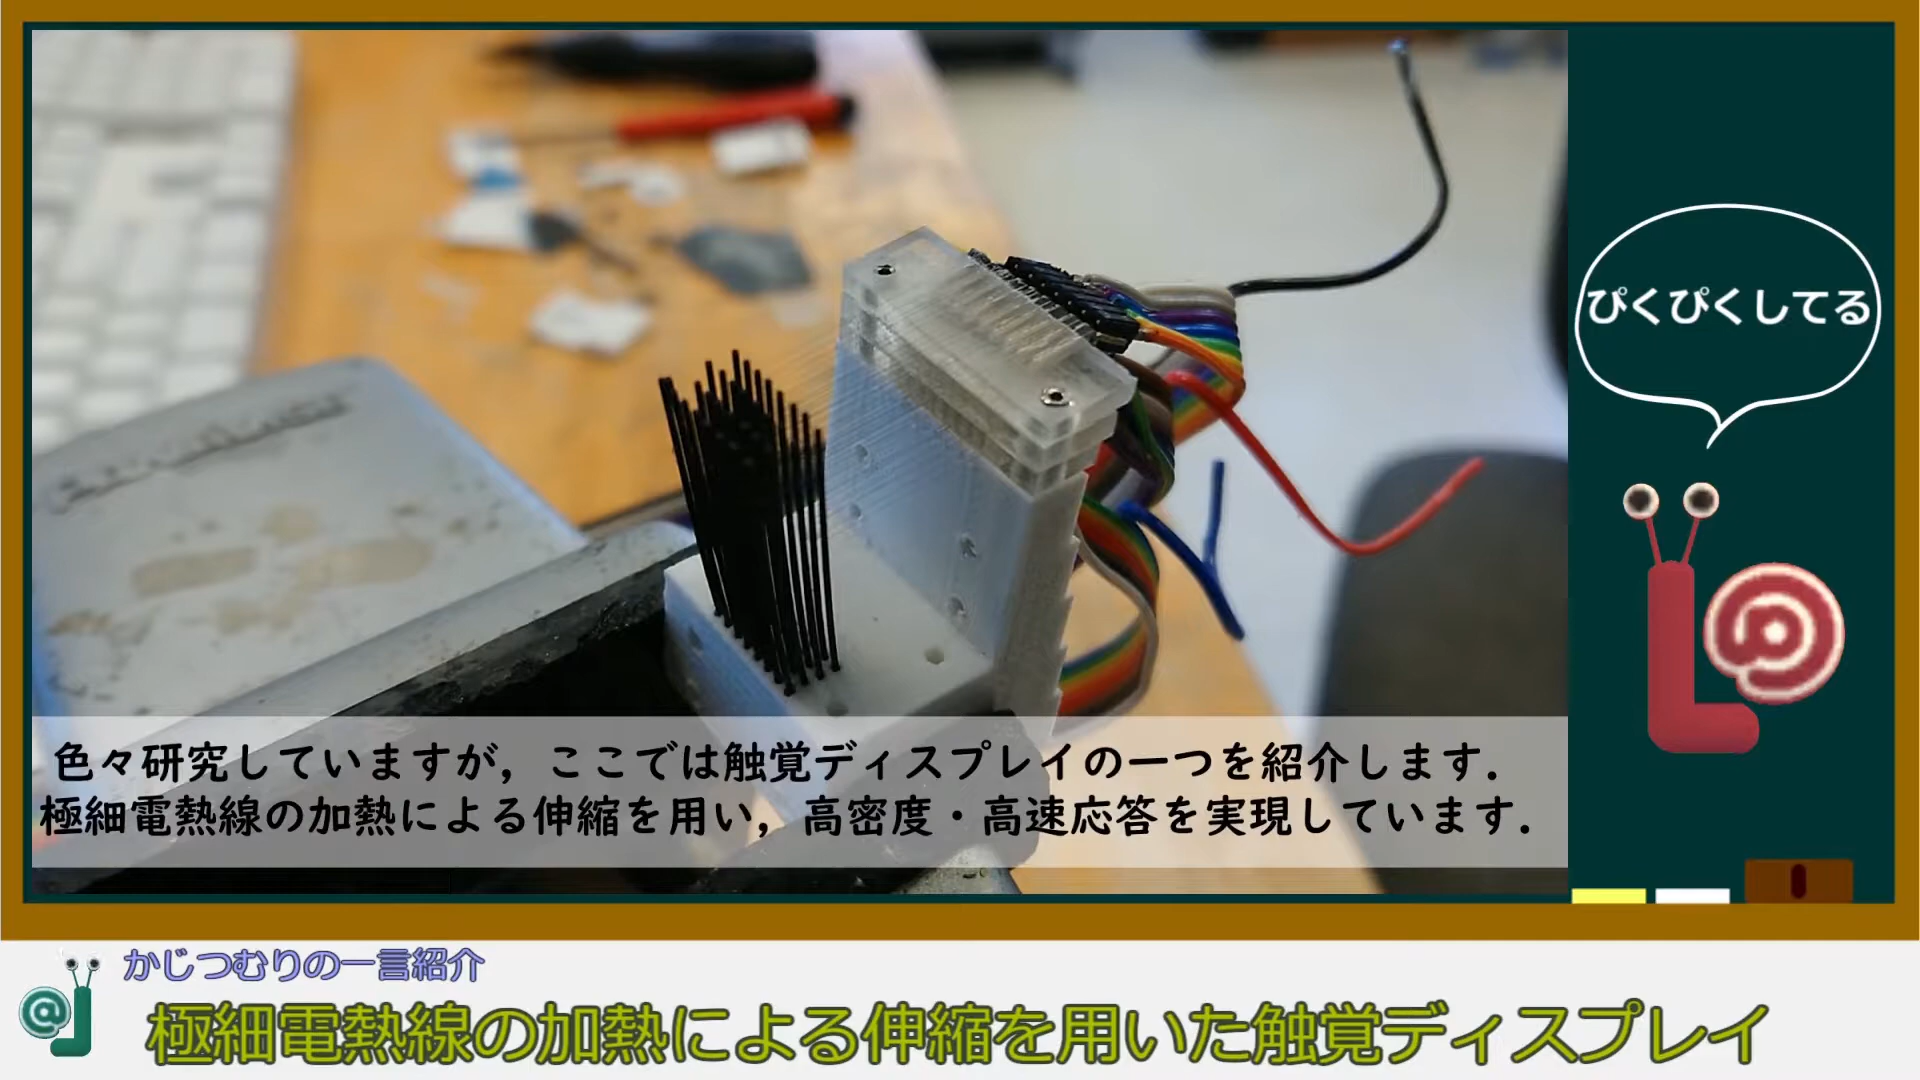 ぴくぴくしてる
色々研究していますが，ここでは触覚ディスプレイの一つを紹介します．
極細電熱線の加熱による伸縮を用い，高密度・高速応答を実現しています．
かじつむりの一言紹介
極細電熱線の加熱による伸縮を用いた触覚ディスプレイ